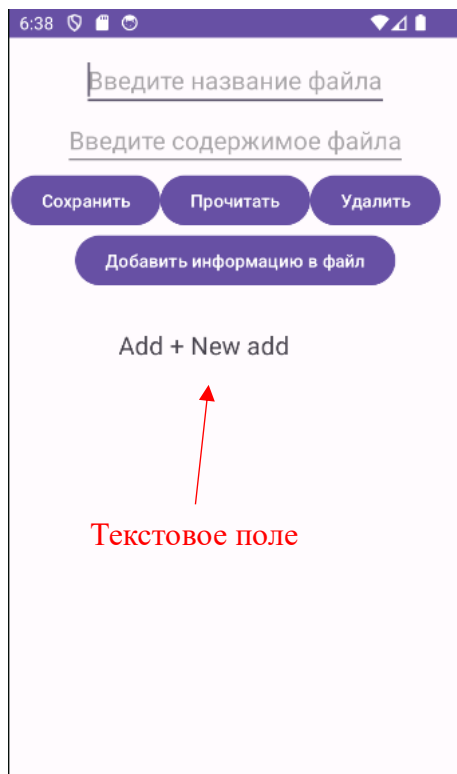 6:38
Введите название файла
Введите содержимое файла
Сохранить Прочитать Удалить
Добавить информацию в файл
Add + New add
Текстовое поле